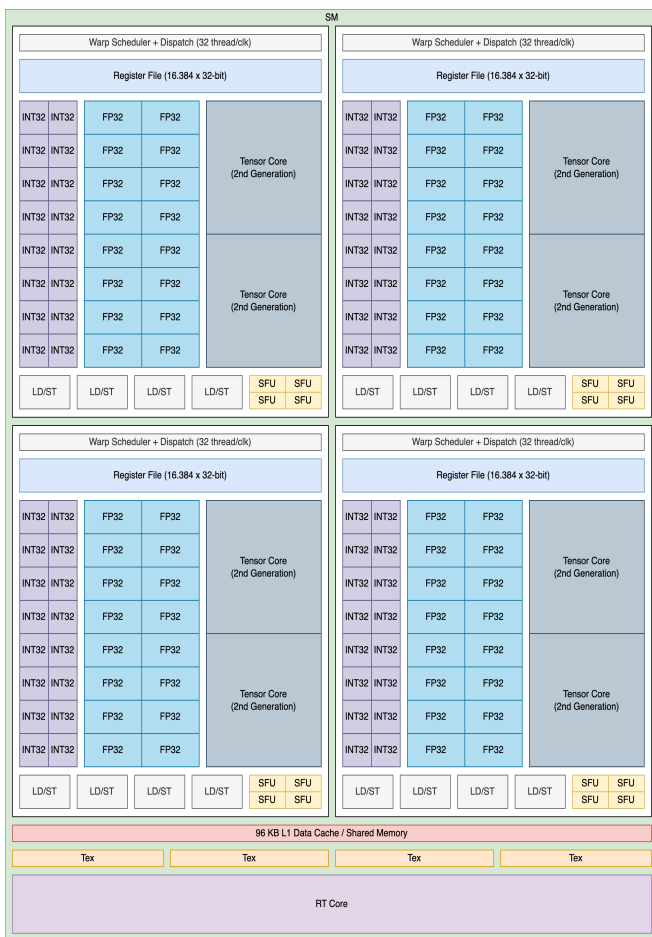 SM
Warp Scheduler + Dispatch (32 thread/clk)
Register File (16.384 x 32-bit)
INT32 INT32 FP32 FP32
INT32 INT32 FP32 FP32
Tensor Core
(2nd Generation)
INT32 INT32 FP32 FP32
INT32 INT32 FP32 FP32
INT32 INT32 FP32 FP32
INT32 INT32 FP32 FP32
Tensor Core
(2nd Generation)
INT32 INT32 FP32 FP32
INT32 INT32 FP32 FP32
LD/ST LD/ST LD/ST LD/ST
SFU SFU
SFU SFU
Warp Scheduler + Dispatch (32 thread/clk)
Register File (16.384 x 32-bit)
INT32 INT32 FP32 FP32
INT32 INT32 FP32 FP32
Tensor Core
(2nd Generation)
INT32 INT32 FP32 FP32
INT32 INT32 FP32 FP32
INT32 INT32 FP32 FP32
INT32 INT32 FP32 FP32
Tensor Core
(2nd Generation)
INT32 INT32 FP32 FP32
INT32 INT32 FP32 FP32
LD/ST LD/ST LD/ST LD/ST
SFU SFU
SFU SFU
Warp Scheduler + Dispatch (32 thread/clk)
Register File (16.384 x 32-bit)
INT32 INT32 FP32 FP32
INT32 INT32 FP32 FP32
Tensor Core
(2nd Generation)
INT32 INT32 FP32 FP32
INT32 INT32 FP32 FP32
INT32 INT32 FP32 FP32
INT32 INT32 FP32 FP32
Tensor Core
(2nd Generation)
INT32 INT32 FP32 FP32
INT32 INT32 FP32 FP32
LD/ST LD/ST LD/ST LD/ST
SFU SFU
SFU SFU
Warp Scheduler + Dispatch (32 thread/clk)
Register File (16.384 x 32-bit)
INT32 INT32 FP32 FP32
INT32 INT32 FP32 FP32
Tensor Core
(2nd Generation)
INT32 INT32 FP32 FP32
INT32 INT32 FP32 FP32
INT32 INT32 FP32 FP32
INT32 INT32 FP32 FP32
Tensor Core
(2nd Generation)
INT32 INT32 FP32 FP32
INT32 INT32 FP32 FP32
LD/ST LD/ST LD/ST LD/ST
SFU SFU
SFU SFU
96 KB L1 Data Cache / Shared Memory
Tex Tex Tex Tex
RT Core